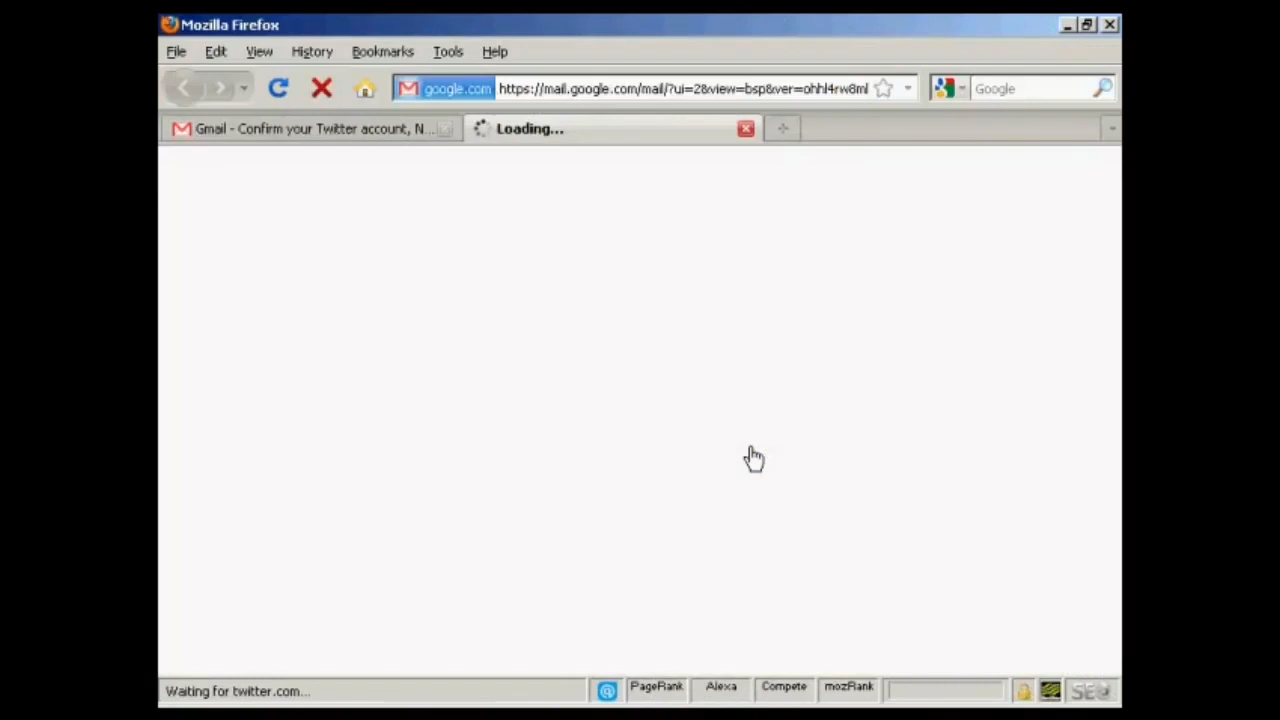 Mozilla Firefox
File Edit View History Bookmarks Tools Help
google.com https://mail.google.com/mail/?ui=2&view=bsp&ver=ohhl4rw8ml Google
Gmail - Confirm your Twitter account, N... Loading...
Waiting for twitter.com... @ PageRank Alexa Compete mozRank SEO